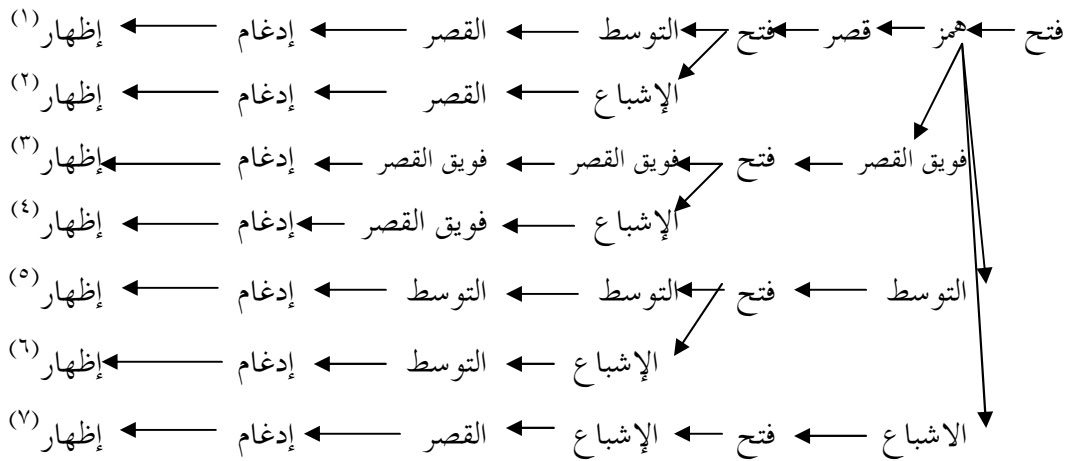 فتح همز قصر فتح التوسط القصر إدغام إظهار(١)
الإشباع القصر إدغام إظهار(٢)
فويق القصر فتح فويق القصر فويق القصر إدغام إظهار(٣)
الإشباع فويق القصر إدغام إظهار(٤)
التوسط فتح التوسط التوسط إدغام إظهار(٥)
الإشباع التوسط إدغام إظهار(٦)
الاشباع فتح الإشباع القصر إدغام إظهار(٧)